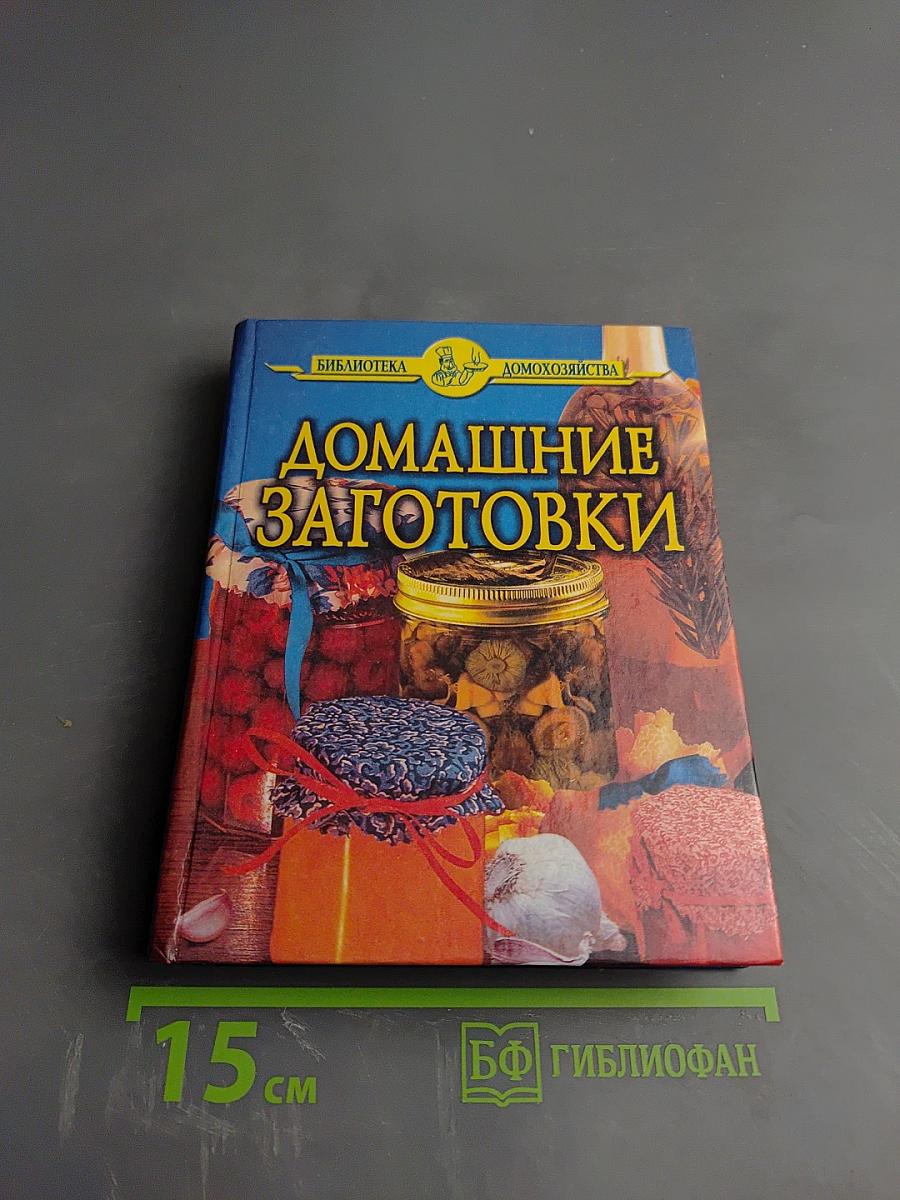 БИБЛИОТЕКА ДОМОХОЗЯЙСТВА
ДОМАШНИЕ
ЗАГОТОВКИ
15 СМ
БФ ГИБЛИОФАН